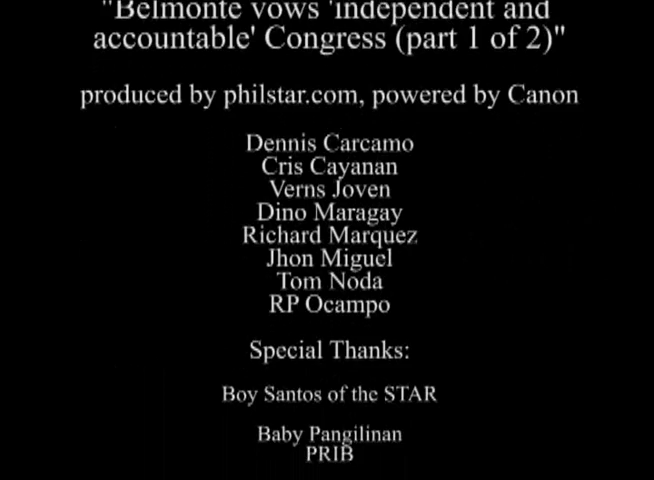 "Belmonte vows 'independent and
accountable' Congress (part 1 of 2)"
produced by philstar.com, powered by Canon
Dennis Carcamo
Cris Cayanan
Verns Joven
Dino Maragay
Richard Marquez
Jhon Miguel
Tom Noda
RP Ocampo
Special Thanks:
Boy Santos of the STAR
Baby Pangilinan
PRIB